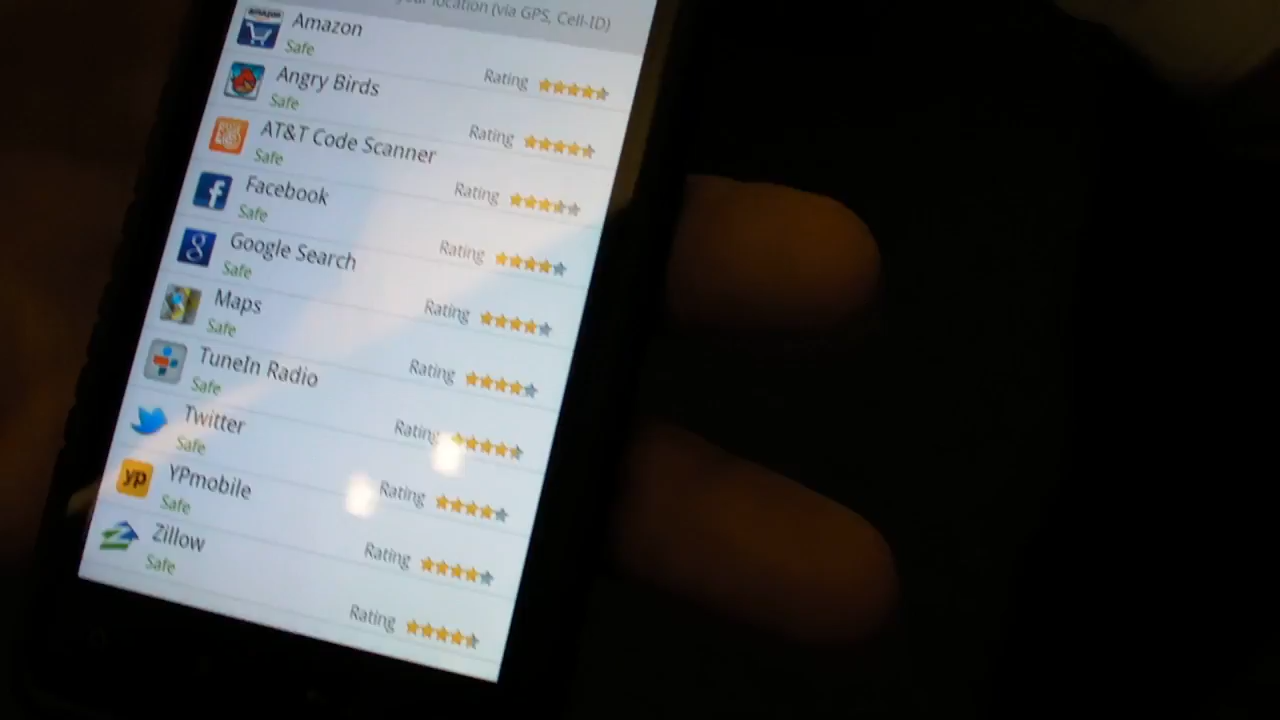 your location (via GPS, Cell-ID)
amazon
Amazon
Safe
Rating
Angry Birds
Safe
Rating
AT&T Code Scanner
Safe
Rating
f
Facebook
Safe
Rating
g
Google Search
Safe
Rating
Maps
Safe
Rating
TuneIn Radio
Safe
Rating
Twitter
Safe
Rating
yp
YPmobile
Safe
Rating
Z
Zillow
Safe
Rating